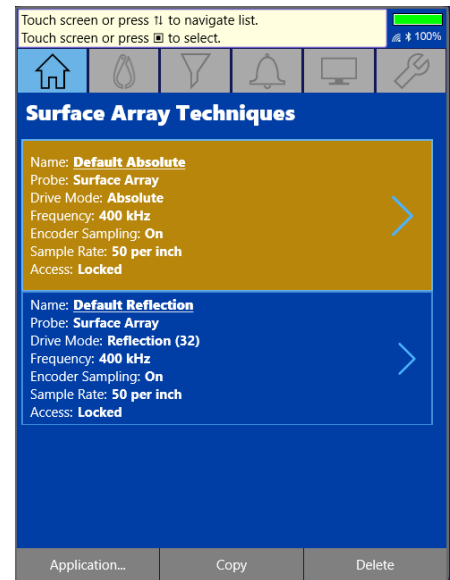 Touch screen or press ⇅ to navigate list.
Touch screen or press ▣ to select.
100%
Surface Array Techniques
Name: Default Absolute
Probe: Surface Array
Drive Mode: Absolute
Frequency: 400 kHz
Encoder Sampling: On
Sample Rate: 50 per inch
Access: Locked
Name: Default Reflection
Probe: Surface Array
Drive Mode: Reflection (32)
Frequency: 400 kHz
Encoder Sampling: On
Sample Rate: 50 per inch
Access: Locked
Application...
Copy
Delete